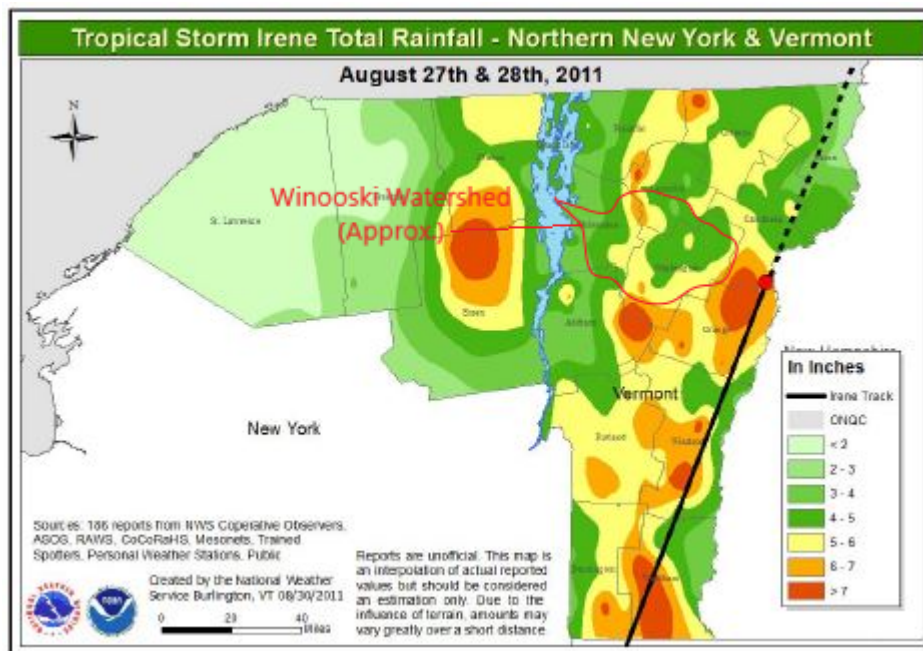 Tropical Storm Irene Total Rainfall - Northern New York & Vermont
August 27th & 28th, 2011
N
Winooski Watershed
(Approx.)
St. Lawrence
Essex
Addison
Orange
Rutland
Windsor
Vermont
New York
New Hampshire
In Inches
Irene Track
ONQC
< 2
2 - 3
3 - 4
4 - 5
5 - 6
6 - 7
> 7
Sources: 186 reports from NWS Coperative Observers,
ASOS, RAWS, CoCoRaHS, Mesonets, Trained
Spotters, Personal Weather Stations, Public
Created by the National Weather
Service Burlington, VT 08/30/2011
0 20 40
Miles
Reports are unofficial. This map is
an interpolation of actual reported
values but should be considered
an estimation only. Due to the
influence of terrain, amounts may
vary greatly over a short distance